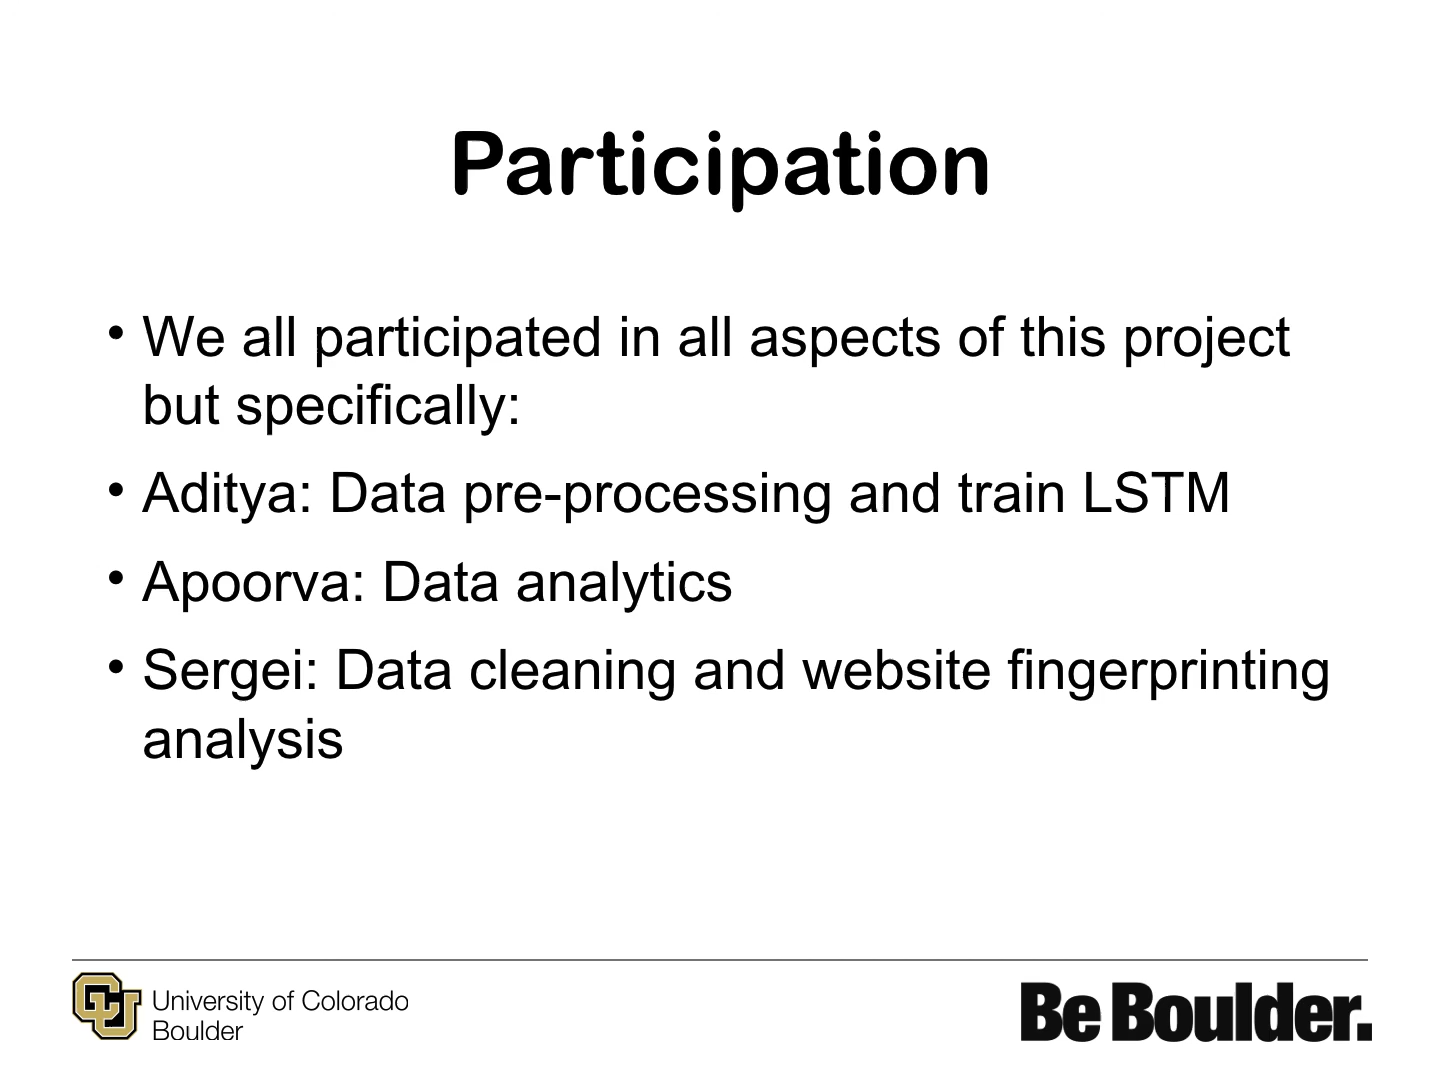 Participation
• We all participated in all aspects of this project
but specifically:
• Aditya: Data pre-processing and train LSTM
• Apoorva: Data analytics
• Sergei: Data cleaning and website fingerprinting
analysis
CU University of Colorado
Boulder
Be Boulder.